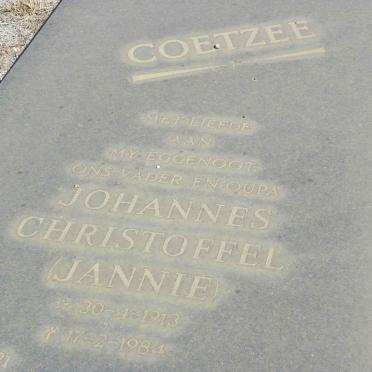 COETZEE
MET LIEFDE
AAN
MY EGGENOOT
ONS VADER EN OUPA
JOHANNES
CHRISTOFFEL
(JANNIE)
* 30-4-1913
✝ 17-2-1984